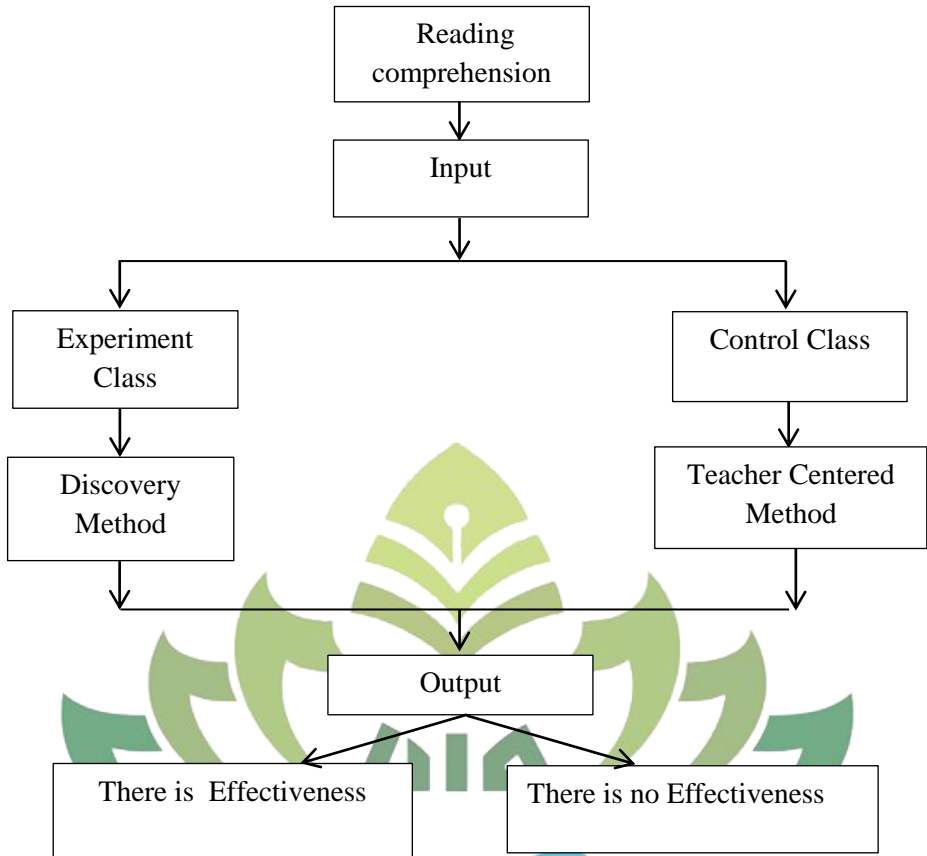 Reading
comprehension
Input
Experiment
Class
Control Class
Discovery
Method
Teacher Centered
Method
Output
There is  Effectiveness
There is no Effectiveness